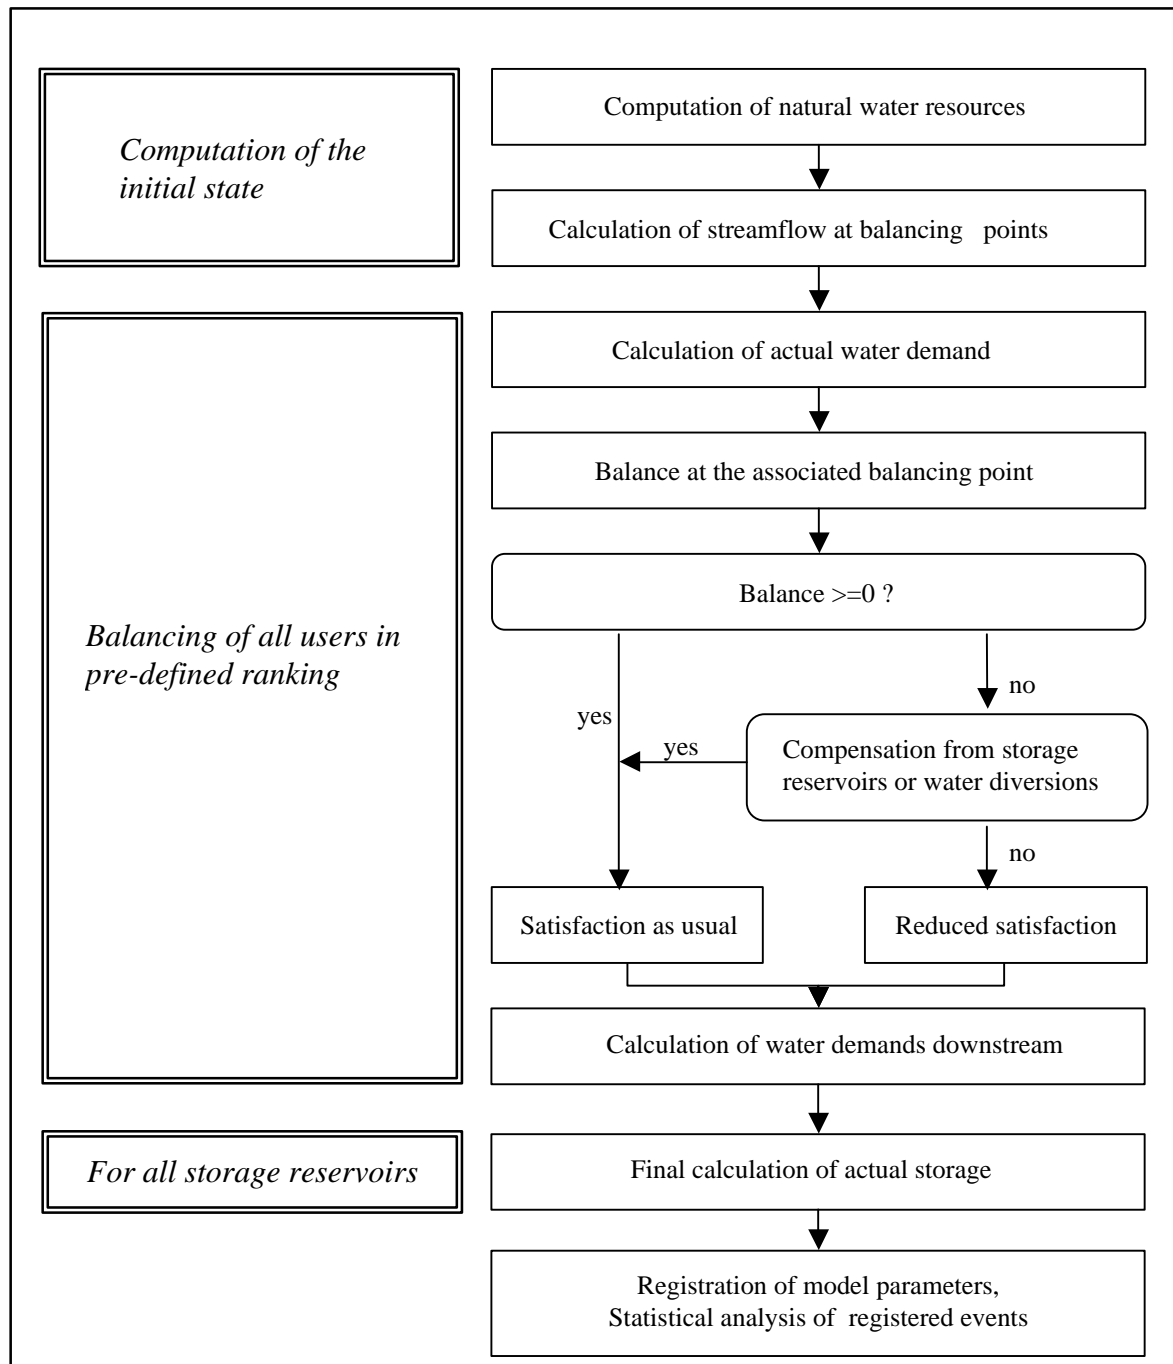 Computation of the
initial state
Computation of natural water resources
Calculation of streamflow at balancing points
Balancing of all users in
pre-defined ranking
Calculation of actual water demand
Balance at the associated balancing point
Balance >=0 ?
yes
no
yes
Compensation from storage
reservoirs or water diversions
no
Satisfaction as usual
Reduced satisfaction
Calculation of water demands downstream
For all storage reservoirs
Final calculation of actual storage
Registration of model parameters,
Statistical analysis of registered events